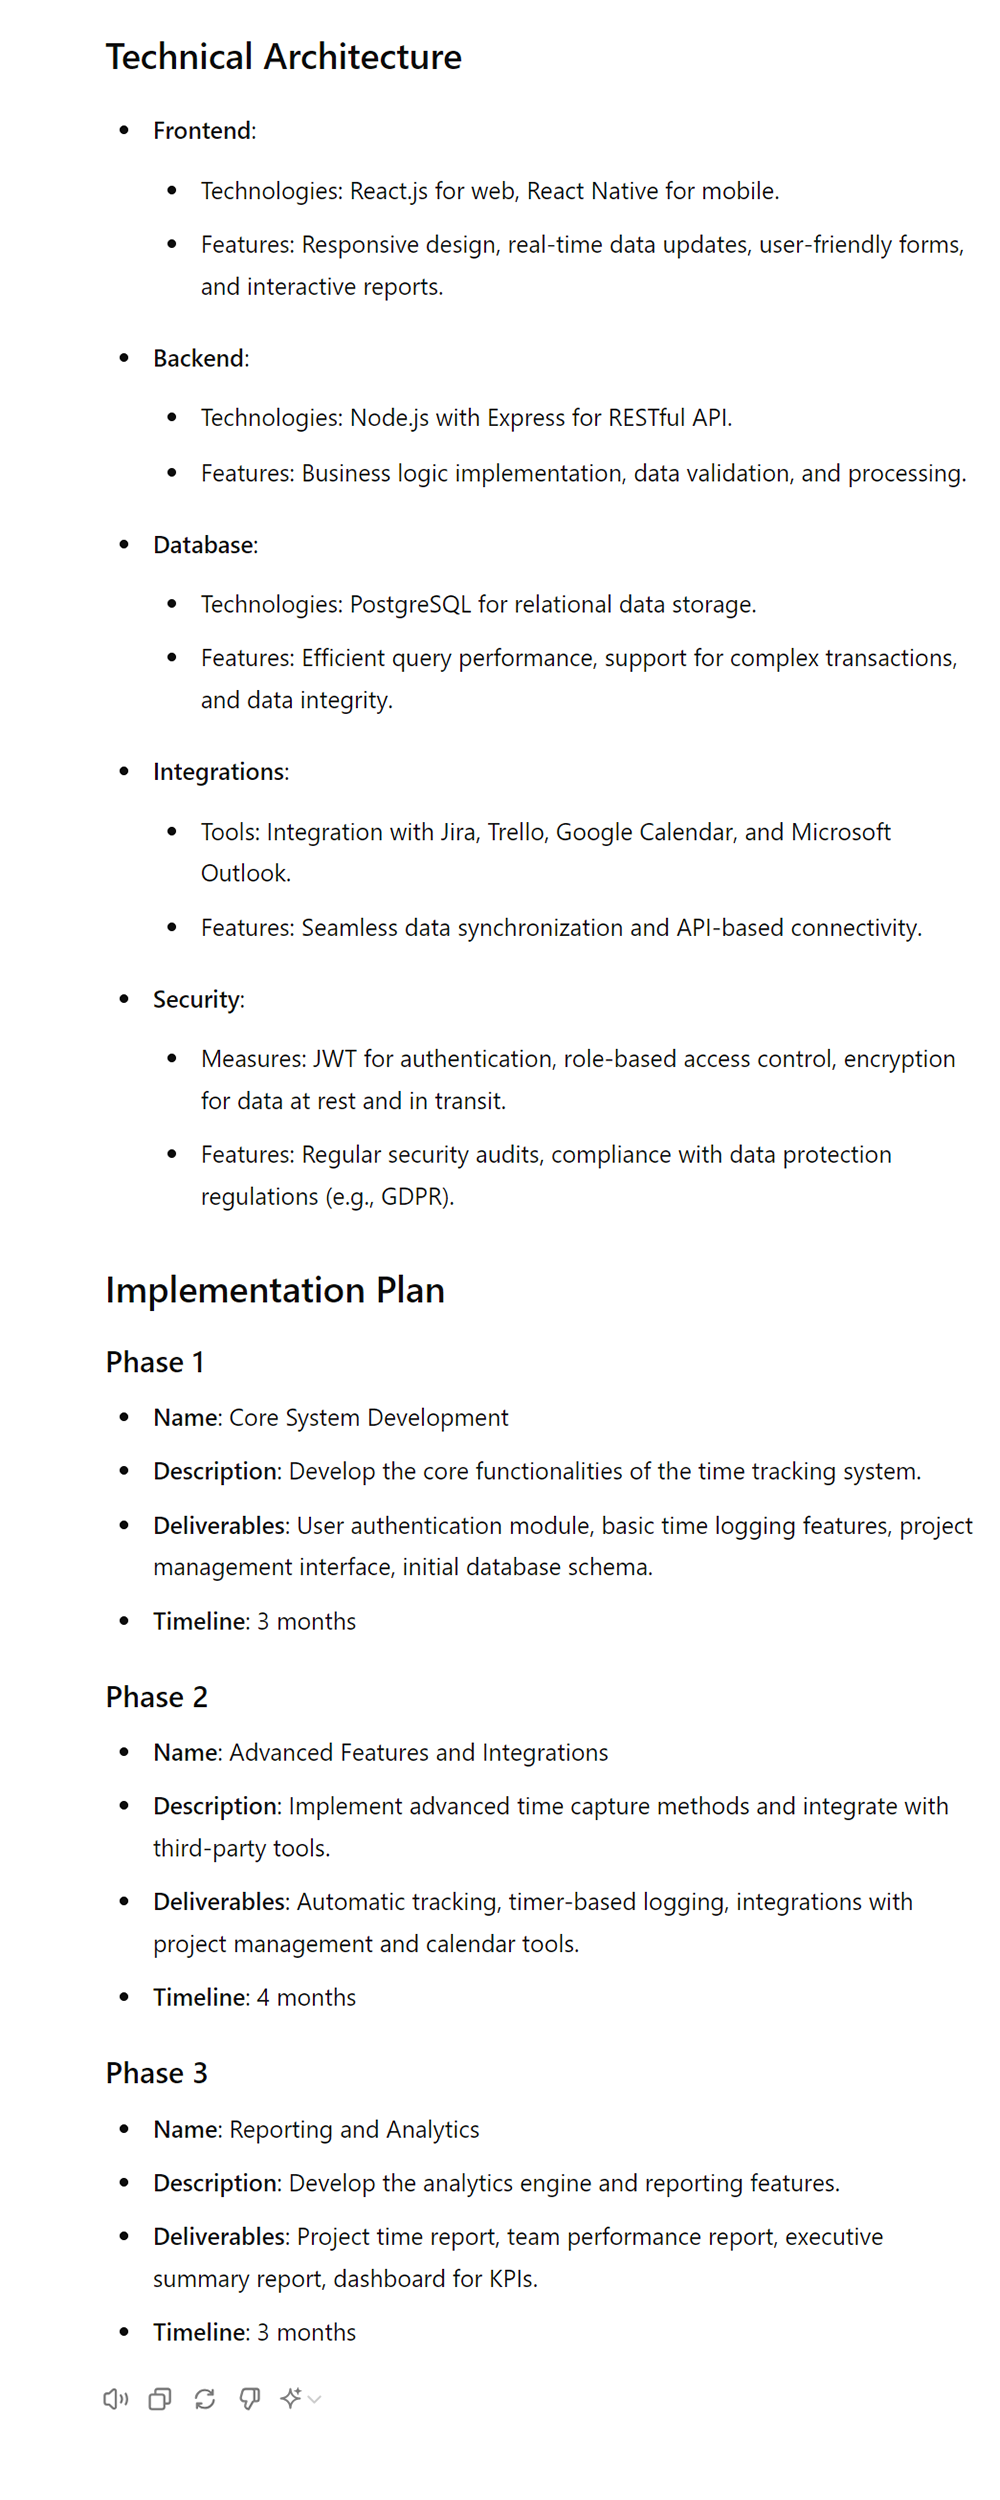 Technical Architecture
• Frontend:
• Technologies: React.js for web, React Native for mobile.
• Features: Responsive design, real-time data updates, user-friendly forms,
and interactive reports.
• Backend:
• Technologies: Node.js with Express for RESTful API.
• Features: Business logic implementation, data validation, and processing.
• Database:
• Technologies: PostgreSQL for relational data storage.
• Features: Efficient query performance, support for complex transactions,
and data integrity.
• Integrations:
• Tools: Integration with Jira, Trello, Google Calendar, and Microsoft
Outlook.
• Features: Seamless data synchronization and API-based connectivity.
• Security:
• Measures: JWT for authentication, role-based access control, encryption
for data at rest and in transit.
• Features: Regular security audits, compliance with data protection
regulations (e.g., GDPR).
Implementation Plan
Phase 1
• Name: Core System Development
• Description: Develop the core functionalities of the time tracking system.
• Deliverables: User authentication module, basic time logging features, project
management interface, initial database schema.
• Timeline: 3 months
Phase 2
• Name: Advanced Features and Integrations
• Description: Implement advanced time capture methods and integrate with
third-party tools.
• Deliverables: Automatic tracking, timer-based logging, integrations with
project management and calendar tools.
• Timeline: 4 months
Phase 3
• Name: Reporting and Analytics
• Description: Develop the analytics engine and reporting features.
• Deliverables: Project time report, team performance report, executive
summary report, dashboard for KPIs.
• Timeline: 3 months